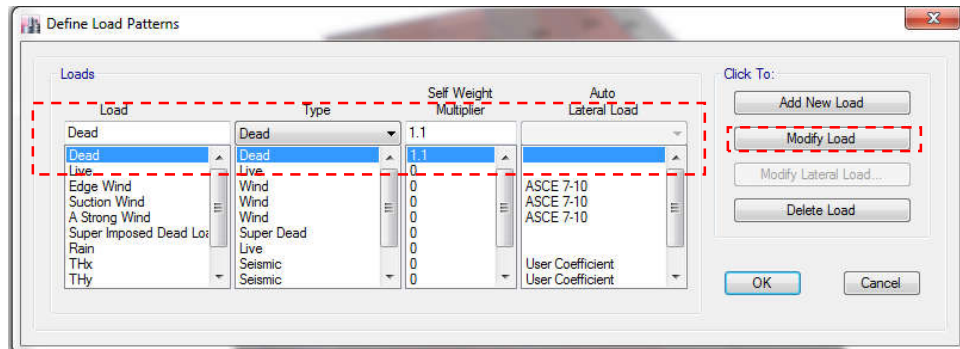 Define Load Patterns
Loads
Click To:
Load Type Self Weight Multiplier Auto Lateral Load
Dead Dead 1.1
Dead Dead 1.1
Live Live 0
Edge Wind Wind 0 ASCE 7-10
Suction Wind Wind 0 ASCE 7-10
A Strong Wind Wind 0 ASCE 7-10
Super Imposed Dead Loa Super Dead 0
Rain Live 0
THx Seismic 0 User Coefficient
THy Seismic 0 User Coefficient
Add New Load
Modify Load
Modify Lateral Load...
Delete Load
OK
Cancel